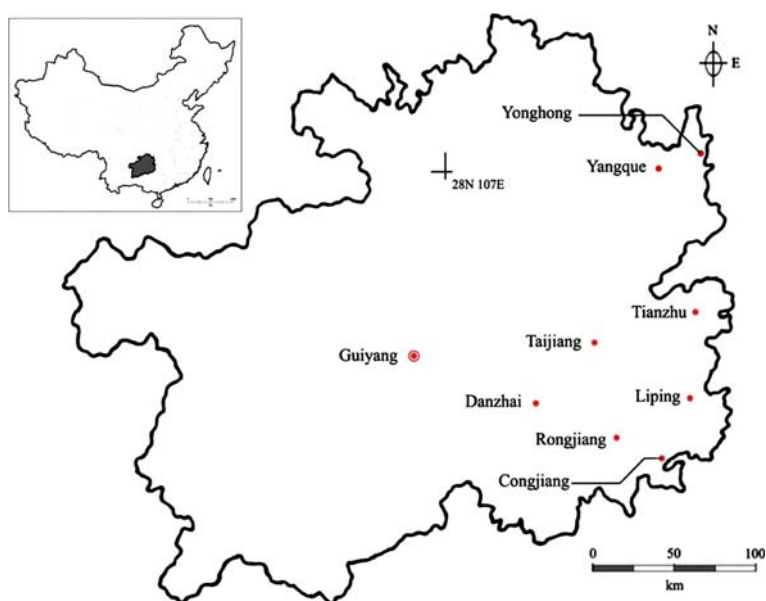 N
E
Yonghong
Yangque
28N 107E
Tianzhu
Taijiang
Guiyang
Liping
Danzhai
Rongjiang
Congjiang
0 50 100
km